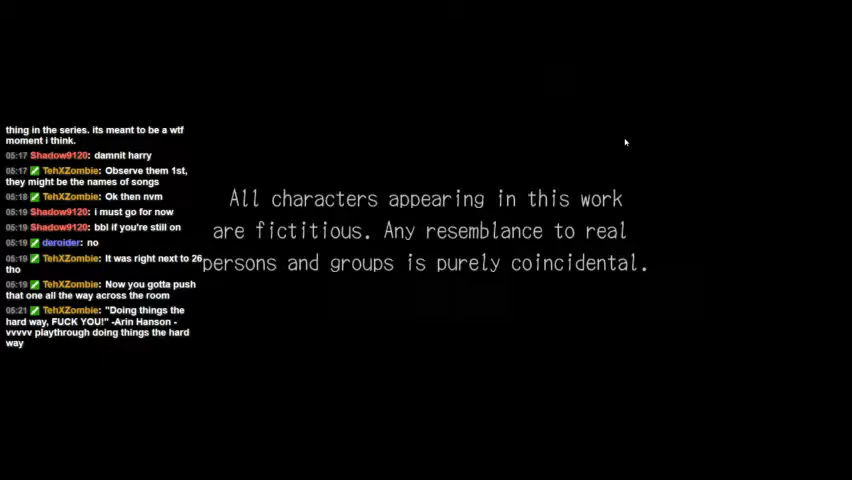 thing in the series. its meant to be a wtf
moment i think.
05:17 Shadow9120: damnit harry
05:17 TehXZombie: Observe them 1st,
they might be the names of songs
05:18 TehXZombie: Ok then nvm
05:19 Shadow9120: i must go for now
05:19 Shadow9120: bbl if you're still on
05:19 deroider: no
05:19 TehXZombie: It was right next to 26
tho
05:19 TehXZombie: Now you gotta push
that one all the way across the room
05:21 TehXZombie: "Doing things the
hard way, FUCK YOU!" -Arin Hanson -
vvvvv playthrough doing things the hard
way
All characters appearing in this work
are fictitious. Any resemblance to real
persons and groups is purely coincidental.